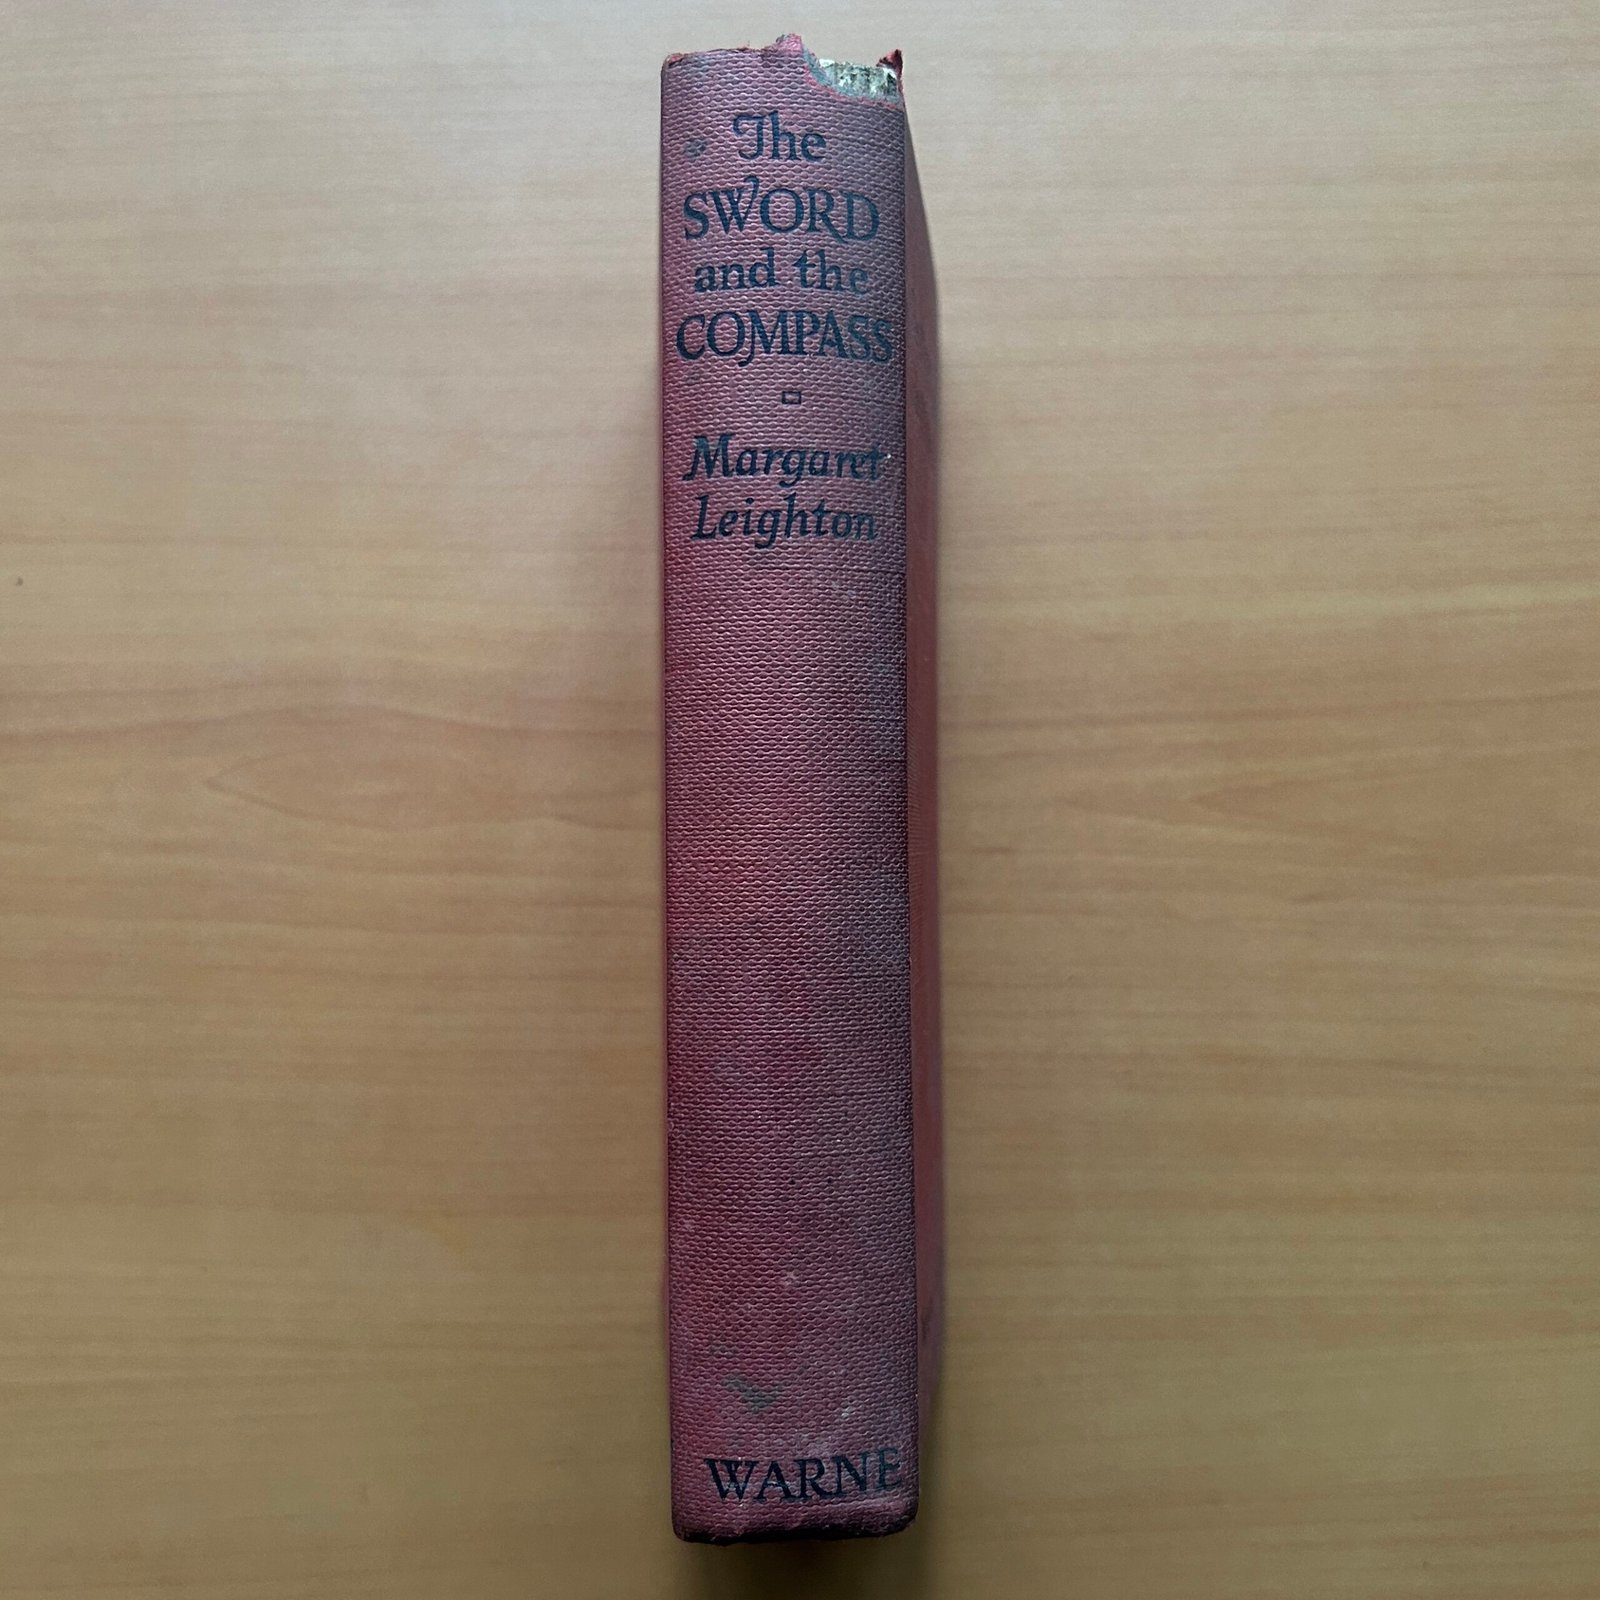 The
SWORD
and the
COMPASS
Margaret
Leighton
WARNE